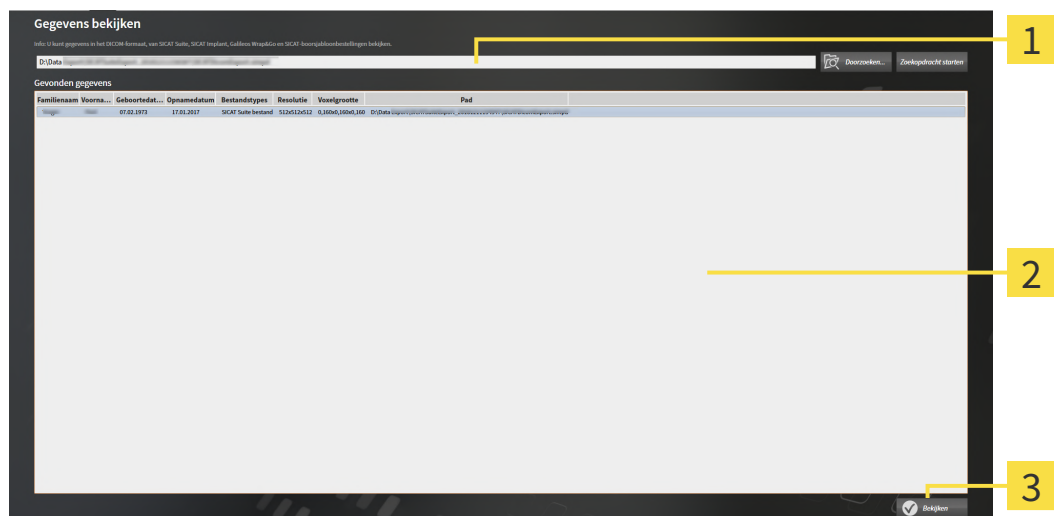 Gegevens bekijken
Info: U kunt gegevens in het DICOM-formaat, van SICAT Suite, SICAT Implant, Galileos Wrap&Go en SICAT-boorsjabloonbestellingen bekijken.
1
D:\Data
Doorzoeken... Zoekopdracht starten
Gevonden gegevens
Familienaam Voorna... Geboortedat... Opnamedatum Bestandstypes Resolutie Voxelgrootte Pad
07.02.1973 17.01.2017 SICAT Suite bestand 512x512x512 0,160x0,160x0,160 D:\Data
2
3
Bekijken